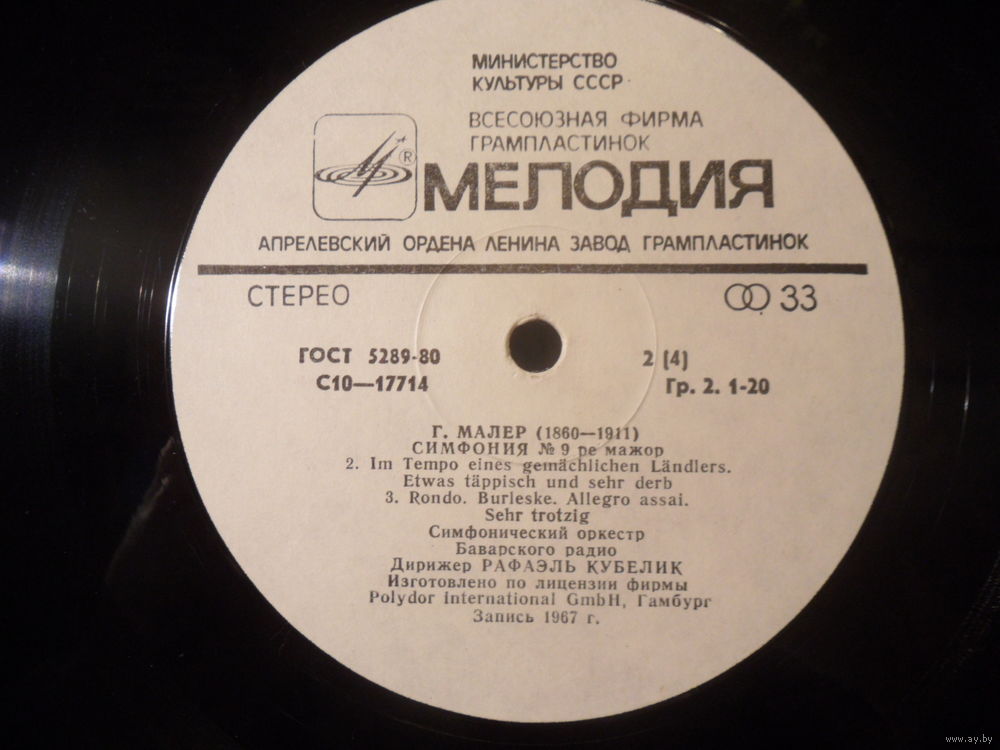 МИНИСТЕРСТВО
КУЛЬТУРЫ СССР
ВСЕСОЮЗНАЯ ФИРМА
ГРАМПЛАСТИНОК
®
МЕЛОДИЯ
АПРЕЛЕВСКИЙ ОРДЕНА ЛЕНИНА ЗАВОД ГРАМПЛАСТИНОК
СТЕРЕО 33
ГОСТ 5289-80 2 (4)
С10—17714 Гр. 2. 1-20
Г. МАЛЕР (1860—1911)
СИМФОНИЯ № 9 ре мажор
2. Im Tempo eines gemächlichen Ländlers.
Etwas täppisch und sehr derb
3. Rondo. Burleske. Allegro assai.
Sehr trotzig
Симфонический оркестр
Баварского радио
Дирижер РАФАЭЛЬ КУБЕЛИК
Изготовлено по лицензии фирмы
Polydor international GmbH, Гамбург
Запись 1967 г.
www.ay.by